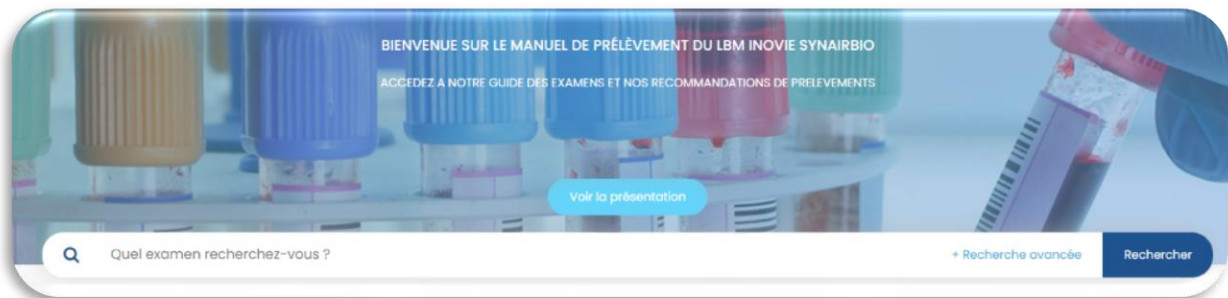 BIENVENUE SUR LE MANUEL DE PRÉLÈVEMENT DU LBM INOVIE SYNAIRBIO
ACCEDEZ A NOTRE GUIDE DES EXAMENS ET NOS RECOMMANDATIONS DE PRELEVEMENTS
Voir la présentation
Quel examen recherchez-vous ?
+ Recherche avancée
Rechercher